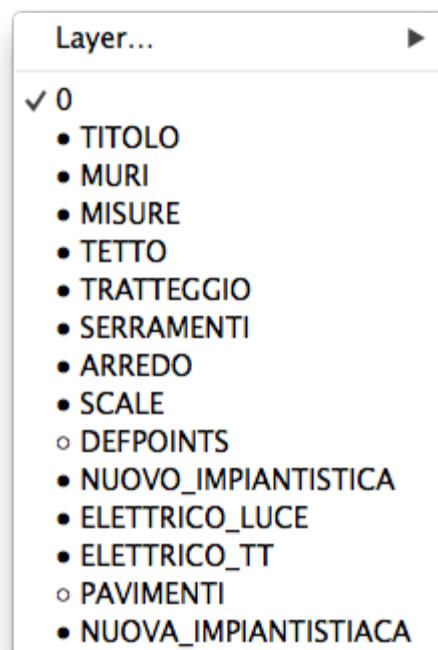 Layer...
0
TITOLO
MURI
MISURE
TETTO
TRATTEGGIO
SERRAMENTI
ARREDO
SCALE
DEFPOINTS
NUOVO_IMPIANTISTICA
ELETTRICO_LUCE
ELETTRICO_TT
PAVIMENTI
NUOVA_IMPIANTISTIACA